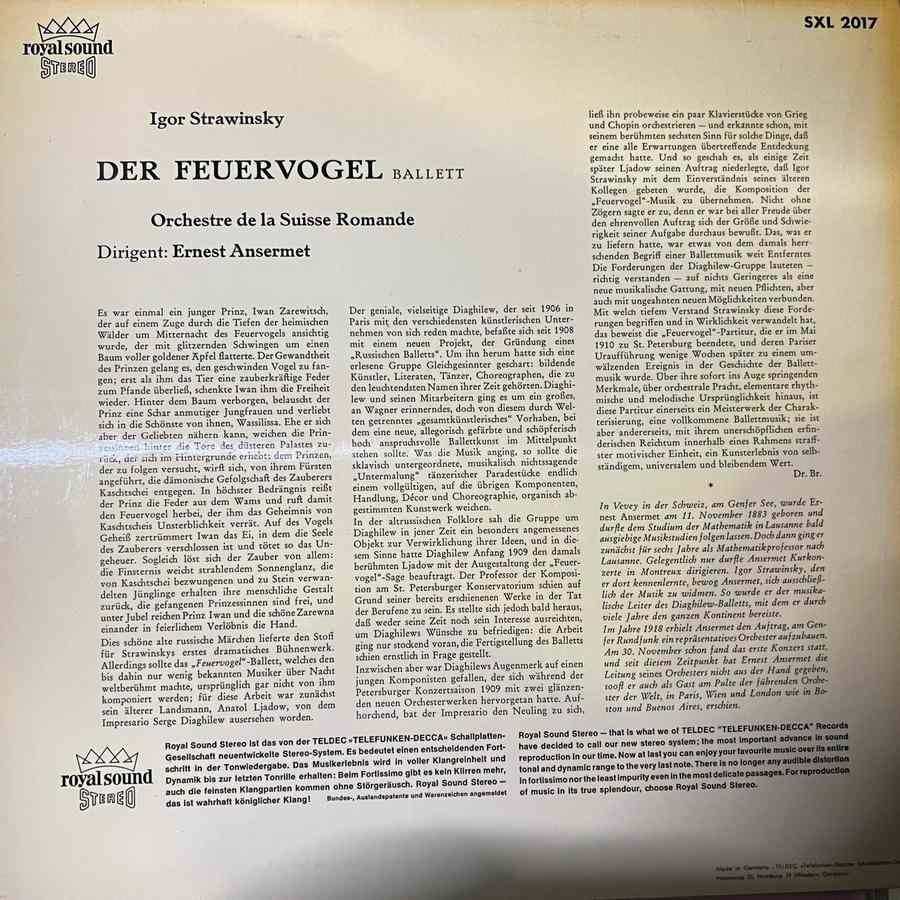 royal sound
STEREO
SXL 2017
Igor Strawinsky
DER FEUERVOGEL BALLETT
Orchestre de la Suisse Romande
Dirigent: Ernest Ansermet
Es war einmal ein junger Prinz, Iwan Zarewitsch,
der auf einem Zuge durch die Tiefen der heimischen
Wälder um Mitternacht des Feuervogels ansichtig
wurde, der mit glitzernden Schwingen um einen
Baum voller goldener Äpfel flatterte. Der Gewandtheit
des Prinzen gelang es, den geschwinden Vogel zu fan-
gen; erst als ihm das Tier eine zauberkräftige Feder
zum Pfande überließ, schenkte Iwan ihm die Freiheit
wieder. Hinter dem Baum verborgen, belauscht der
Prinz eine Schar anmutiger Jungfrauen und verliebt
sich in die Schönste von ihnen, Wassilissa. Ehe er sich
aber der Geliebten nähern kann, weichen die Prin-
zessinnen hinter die Tore des düsteren Palastes zu-
rück, der sich im Hintergrunde erhebt; dem Prinzen,
der zu folgen versucht, wirft sich, von ihrem Fürsten
angeführt, die dämonische Gefolgschaft des Zauberers
Kaschtschei entgegen. In höchster Bedrängnis reißt
der Prinz die Feder aus dem Wams und ruft damit
den Feuervogel herbei, der ihm das Geheimnis von
Kaschtscheis Unsterblichkeit verrät. Auf des Vogels
Geheiß zertrümmert Iwan das Ei, in dem die Seele
des Zauberers verschlossen ist und tötet so das Un-
geheuer. Sogleich löst sich der Zauber von allem:
die Finsternis weicht strahlendem Sonnenglanz, die
von Kaschtschei bezwungenen und zu Stein verwan-
delten Jünglinge erhalten ihre menschliche Gestalt
zurück, die gefangenen Prinzessinnen sind frei, und
unter Jubel reichen Prinz Iwan und die schöne Zarewna
einander in feierlichem Verlöbnis die Hand.
Dies schöne alte russische Märchen lieferte den Stoff
für Strawinskys erstes dramatisches Bühnenwerk.
Allerdings sollte das „Feuervogel“-Ballett, welches den
bis dahin nur wenig bekannten Musiker über Nacht
weltberühmt machte, ursprünglich gar nicht von ihm
komponiert werden; für diese Arbeit war zunächst
sein älterer Landsmann, Anatol Ljadow, von dem
Impresario Serge Diaghilew ausersehen worden.
Der geniale, vielseitige Diaghilew, der seit 1906 in
Paris mit den verschiedensten künstlerischen Unter-
nehmen von sich reden machte, befaßte sich seit 1908
mit einem neuen Projekt, der Gründung eines
„Russischen Balletts“. Um ihn herum hatte sich eine
erlesene Gruppe Gleichgesinnter geschart: bildende
Künstler, Literaten, Tänzer, Choreographen, die zu
den leuchtendsten Namen ihrer Zeit gehörten. Diaghi-
lew und seinen Mitarbeitern ging es um ein großes,
an Wagner erinnerndes, doch von diesem durch Wel-
ten getrenntes „gesamtkünstlerisches“ Vorhaben, bei
dem eine neue, allegorisch gefärbte und schöpferisch
hoch anspruchsvolle Ballettkunst im Mittelpunkt
stehen sollte. Was die Musik anging, so sollte die
sklavisch untergeordnete, musikalisch nichtssagende
„Untermalung“ tänzerischer Paradestücke endlich
einem vollgültigen, auf die übrigen Komponenten,
Handlung, Décor und Choreographie, organisch ab-
gestimmten Kunstwerk weichen.
In der altrussischen Folklore sah die Gruppe um
Diaghilew in jener Zeit ein besonders angemessenes
Objekt zur Verwirklichung ihrer Ideen, und in die-
sem Sinne hatte Diaghilew Anfang 1909 den damals
berühmten Ljadow mit der Ausgestaltung der „Feuer-
vogel“-Sage beauftragt. Der Professor der Komposi-
tion am St. Petersburger Konservatorium schien auf
Grund seiner bereits erschienenen Werke in der Tat
der Berufene zu sein. Es stellte sich jedoch bald heraus,
daß weder seine Zeit noch sein Interesse ausreichten,
um Diaghilews Wünsche zu befriedigen: die Arbeit
ging nur stockend voran, die Fertigstellung des Balletts
schien ernstlich in Frage gestellt.
Inzwischen aber war Diaghilews Augenmerk auf einen
jungen Komponisten gefallen, der sich während der
Petersburger Konzertsaison 1909 mit zwei glänzen-
den neuen Orchesterwerken hervorgetan hatte. Auf-
horchend, bat der Impresario den Neuling zu sich,
ließ ihn probeweise ein paar Klavierstücke von Grieg
und Chopin orchestrieren — und erkannte schon, mit
seinem berühmten sechsten Sinn für solche Dinge, daß
er eine alle Erwartungen übertreffende Entdeckung
gemacht hatte. Und so geschah es, als einige Zeit
später Ljadow seinen Auftrag niederlegte, daß Igor
Strawinsky mit dem Einverständnis seines älteren
Kollegen gebeten wurde, die Komposition der
„Feuervogel“-Musik zu übernehmen. Nicht ohne
Zögern sagte er zu, denn er war bei aller Freude über
den ehrenvollen Auftrag sich der Größe und Schwie-
rigkeit seiner Aufgabe durchaus bewußt. Das, was er
zu liefern hatte, war etwas von dem damals herr-
schenden Begriff einer Ballettmusik weit Entferntes.
Die Forderungen der Diaghilew-Gruppe lauteten —
richtig verstanden — auf nichts Geringeres als eine
neue musikalische Gattung, mit neuen Pflichten, aber
auch mit ungeahnten neuen Möglichkeiten verbunden.
Mit welch tiefem Verstand Strawinsky diese Forde-
rungen begriffen und in Wirklichkeit verwandelt hat,
das beweist die „Feuervogel“-Partitur, die er im Mai
1910 zu St. Petersburg beendete, und deren Pariser
Uraufführung wenige Wochen später zu einem um-
wälzenden Ereignis in der Geschichte der Ballett-
musik wurde. Über ihre sofort ins Auge springenden
Merkmale, über orchestrale Pracht, elementare rhyth-
mische und melodische Ursprünglichkeit hinaus, ist
diese Partitur einerseits ein Meisterwerk der Charak-
terisierung, eine vollkommene Ballettmusik; sie ist
aber andererseits, mit ihrem unerschöpflichen erfin-
derischen Reichtum innerhalb eines Rahmens straff-
ster motivischer Einheit, ein Kunsterlebnis von selb-
ständigem, universalem und bleibendem Wert.
Dr. Br.
*
In Vevey in der Schweiz, am Genfer See, wurde Er-
nest Ansermet am 11. November 1883 geboren und
durfte dem Studium der Mathematik in Lausanne bald
ausgiebige Musikstudien folgen lassen. Doch dann ging er
zunächst für sechs Jahre als Mathematikprofessor nach
Lausanne. Gelegentlich nur durfte Ansermet Kurkon-
zerte in Montreux dirigieren. Igor Strawinsky, den
er dort kennenlernte, bewog Ansermet, sich ausschließ-
lich der Musik zu widmen. So wurde er der musika-
lische Leiter des Diaghilew-Balletts, mit dem er durch
viele Jahre den ganzen Kontinent bereiste.
Im Jahre 1918 erhielt Ansermet den Auftrag, am Gen-
fer Rundfunk ein repräsentatives Orchester aufzubauen.
Am 30. November schon fand das erste Konzert statt,
und seit diesem Zeitpunkt hat Ernest Ansermet die
Leitung seines Orchesters nicht aus der Hand gegeben,
sooft er auch als Gast am Pulte der führenden Orche-
ster der Welt, in Paris, Wien und London wie in Bo-
ston und Buenos Aires, erschien.
royal sound
STEREO
Royal Sound Stereo ist das von der TELDEC »TELEFUNKEN-DECCA« Schallplatten-
Gesellschaft neuentwickelte Stereo-System. Es bedeutet einen entscheidenden Fort-
schritt in der Tonwiedergabe. Das Musikerlebnis wird in voller Klangreinheit und
Dynamik bis zur letzten Tonrille erhalten: Beim Fortissimo gibt es kein Klirren mehr,
auch die feinsten Klangpartien kommen ohne Störgeräusch. Royal Sound Stereo —
das ist wahrhaft königlicher Klang! Bundes-, Auslandspatente und Warenzeichen angemeldet
Royal Sound Stereo — that is what we of TELDEC "TELEFUNKEN-DECCA" Records
have decided to call our new stereo system; the most important advance in sound
reproduction in our time. Now at last you can enjoy your favourite music over its entire
tonal and dynamic range to the very last note. There is no longer any audible distortion
in fortissimo nor the least impurity even in the most delicate passages. For reproduction
of music in its true splendour, choose Royal Sound Stereo.
Made in Germany · TELDEC